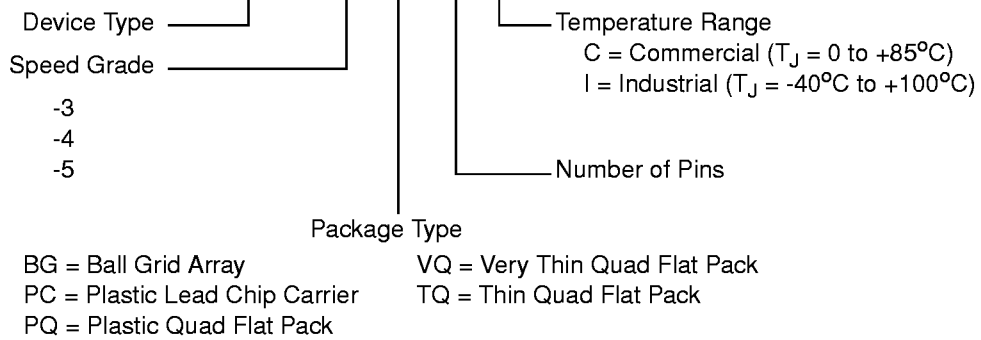 Device Type
Temperature Range
C = Commercial (TJ = 0 to +85°C)
Speed Grade
I = Industrial (TJ = -40°C to +100°C)
-3
-4
-5
Number of Pins
Package Type
BG = Ball Grid Array
VQ = Very Thin Quad Flat Pack
PC = Plastic Lead Chip Carrier
TQ = Thin Quad Flat Pack
PQ = Plastic Quad Flat Pack